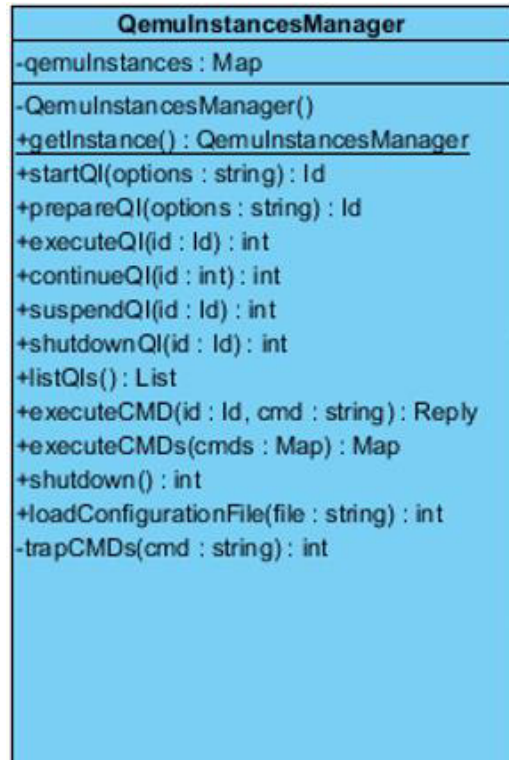 QemuInstancesManager
-qemuInstances : Map
-QemuInstancesManager()
+getInstance() : QemuInstancesManager
+startQI(options : string) : Id
+prepareQI(options : string) : Id
+executeQI(id : Id) : int
+continueQI(id : int) : int
+suspendQI(id : Id) : int
+shutdownQI(id : Id) : int
+listQIs() : List
+executeCMD(id : Id, cmd : string) : Reply
+executeCMDs(cmds : Map) : Map
+shutdown() : int
+loadConfigurationFile(file : string) : int
-trapCMDs(cmd : string) : int